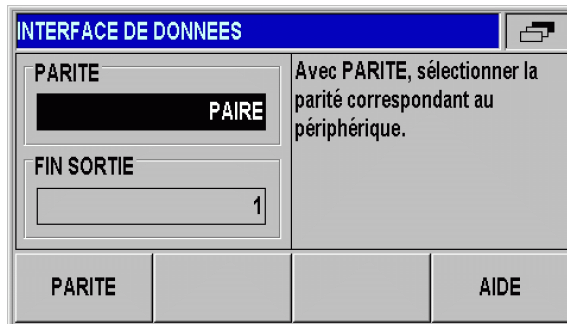 INTERFACE DE DONNEES
PARITE
PAIRE
FIN SORTIE
1
Avec PARITE, sélectionner la
parité correspondant au
périphérique.
PARITE
AIDE